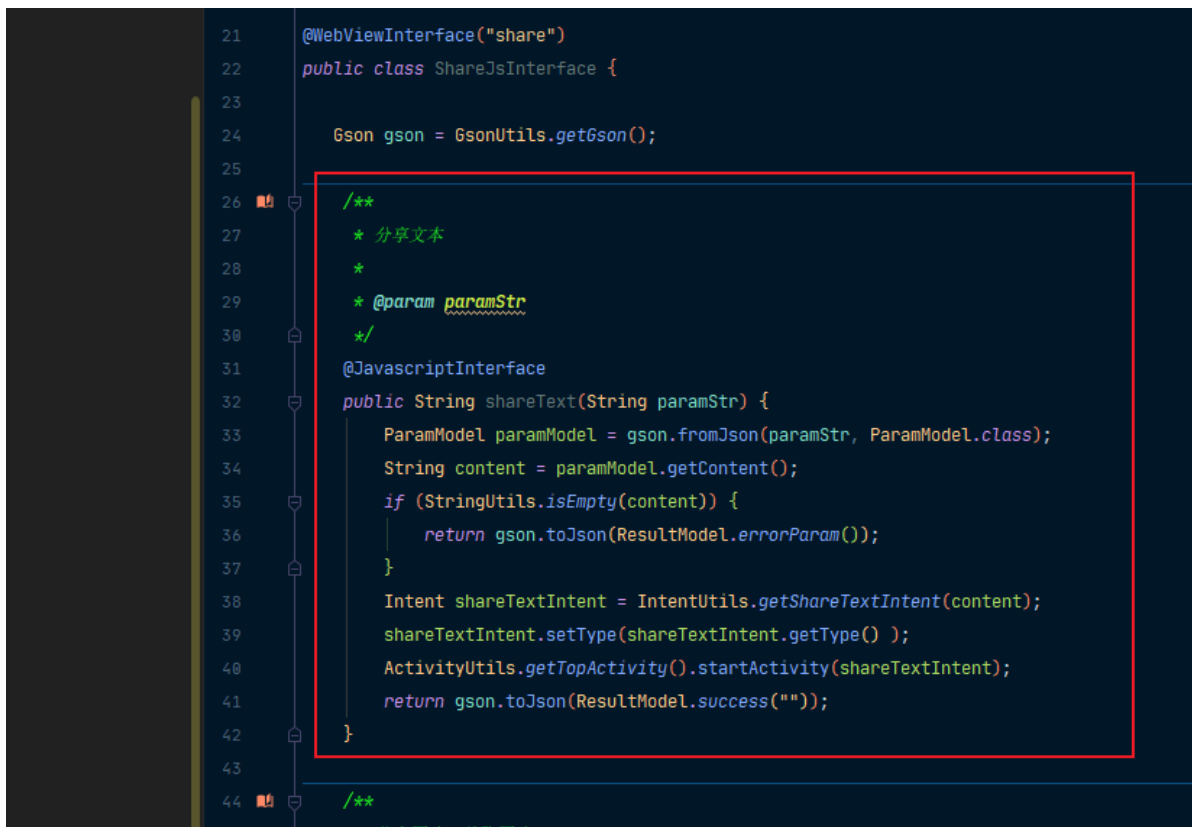 21 @WebViewInterface("share")
22 public class ShareJsInterface {
23
24 Gson gson = GsonUtils.getGson();
25
26 /**
27 * 分享文本
28 *
29 * @param paramStr
30 */
31 @JavascriptInterface
32 public String shareText(String paramStr) {
33 ParamModel paramModel = gson.fromJson(paramStr, ParamModel.class);
34 String content = paramModel.getContent();
35 if (StringUtils.isEmpty(content)) {
36 return gson.toJson(ResultModel.errorParam());
37 }
38 Intent shareTextIntent = IntentUtils.getShareTextIntent(content);
39 shareTextIntent.setType(shareTextIntent.getType() );
40 ActivityUtils.getTopActivity().startActivity(shareTextIntent);
41 return gson.toJson(ResultModel.success(""));
42 }
43
44 /**